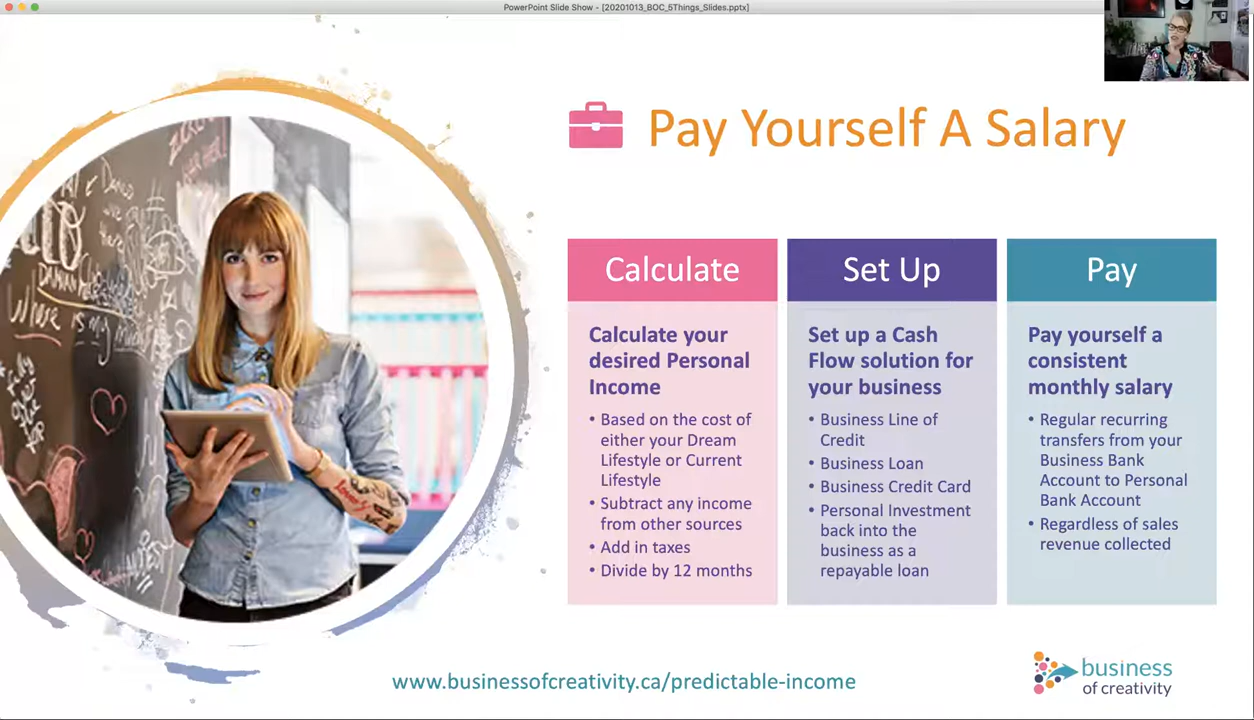 PowerPoint Slide Show - [20201013_BOC_5Things_Slides.pptx]
Pay Yourself A Salary
Calculate
Calculate your
desired Personal
Income
• Based on the cost of
either your Dream
Lifestyle or Current
Lifestyle
• Subtract any income
from other sources
• Add in taxes
• Divide by 12 months
Set Up
Set up a Cash
Flow solution for
your business
• Business Line of
Credit
• Business Loan
• Business Credit Card
• Personal Investment
back into the
business as a
repayable loan
Pay
Pay yourself a
consistent
monthly salary
• Regular recurring
transfers from your
Business Bank
Account to Personal
Bank Account
• Regardless of sales
revenue collected
Where is my
www.businessofcreativity.ca/predictable-income
business
of creativity